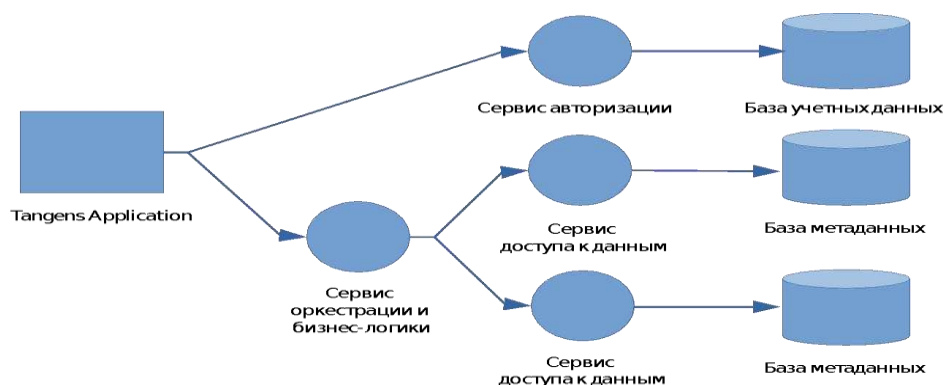 Сервис авторизации
База учетных данных
Tangens Application
Сервис
доступа к данным
База метаданных
Сервис
оркестрации и
бизнес-логики
Сервис
доступа к данным
База метаданных